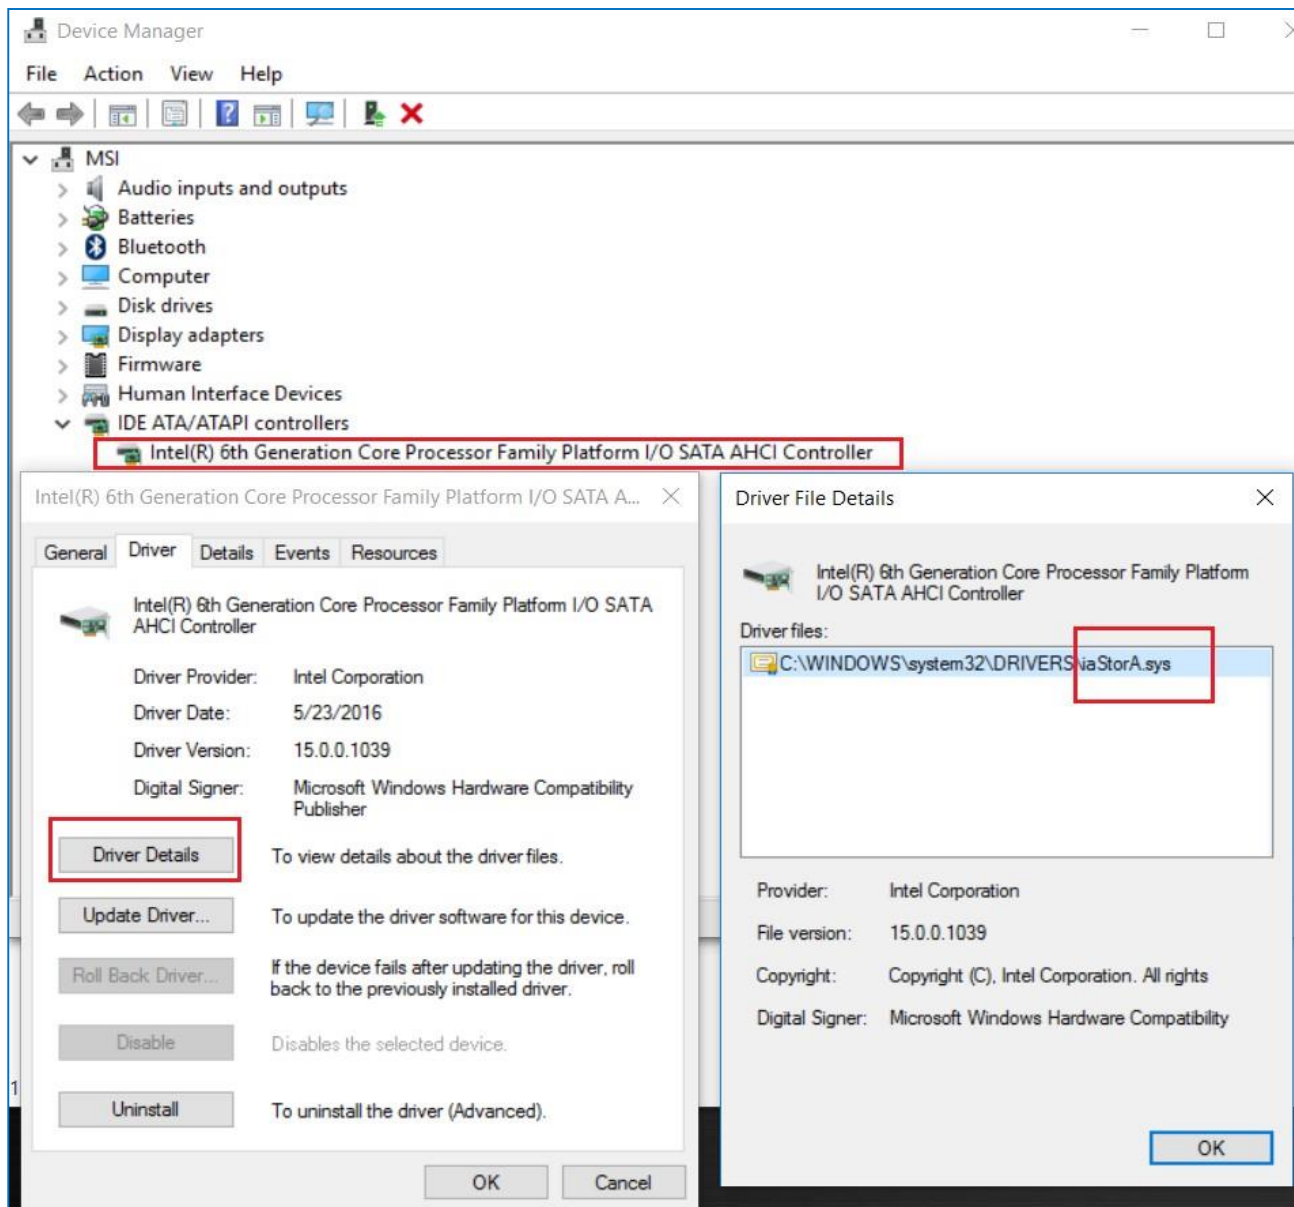 Device Manager
File Action View Help
MSI
Audio inputs and outputs
Batteries
Bluetooth
Computer
Disk drives
Display adapters
Firmware
Human Interface Devices
IDE ATA/ATAPI controllers
Intel(R) 6th Generation Core Processor Family Platform I/O SATA AHCI Controller
Intel(R) 6th Generation Core Processor Family Platform I/O SATA A...
General Driver Details Events Resources
Intel(R) 6th Generation Core Processor Family Platform I/O SATA
AHCI Controller
Driver Provider: Intel Corporation
Driver Date: 5/23/2016
Driver Version: 15.0.0.1039
Digital Signer: Microsoft Windows Hardware Compatibility
Publisher
Driver Details To view details about the driver files.
Update Driver... To update the driver software for this device.
Roll Back Driver... If the device fails after updating the driver, roll
back to the previously installed driver.
Disable Disables the selected device.
Uninstall To uninstall the driver (Advanced).
OK Cancel
1
Driver File Details
Intel(R) 6th Generation Core Processor Family Platform
I/O SATA AHCI Controller
Driver files:
C:\WINDOWS\system32\DRIVERS\iaStorA.sys
Provider: Intel Corporation
File version: 15.0.0.1039
Copyright: Copyright (C), Intel Corporation. All rights
Digital Signer: Microsoft Windows Hardware Compatibility
OK